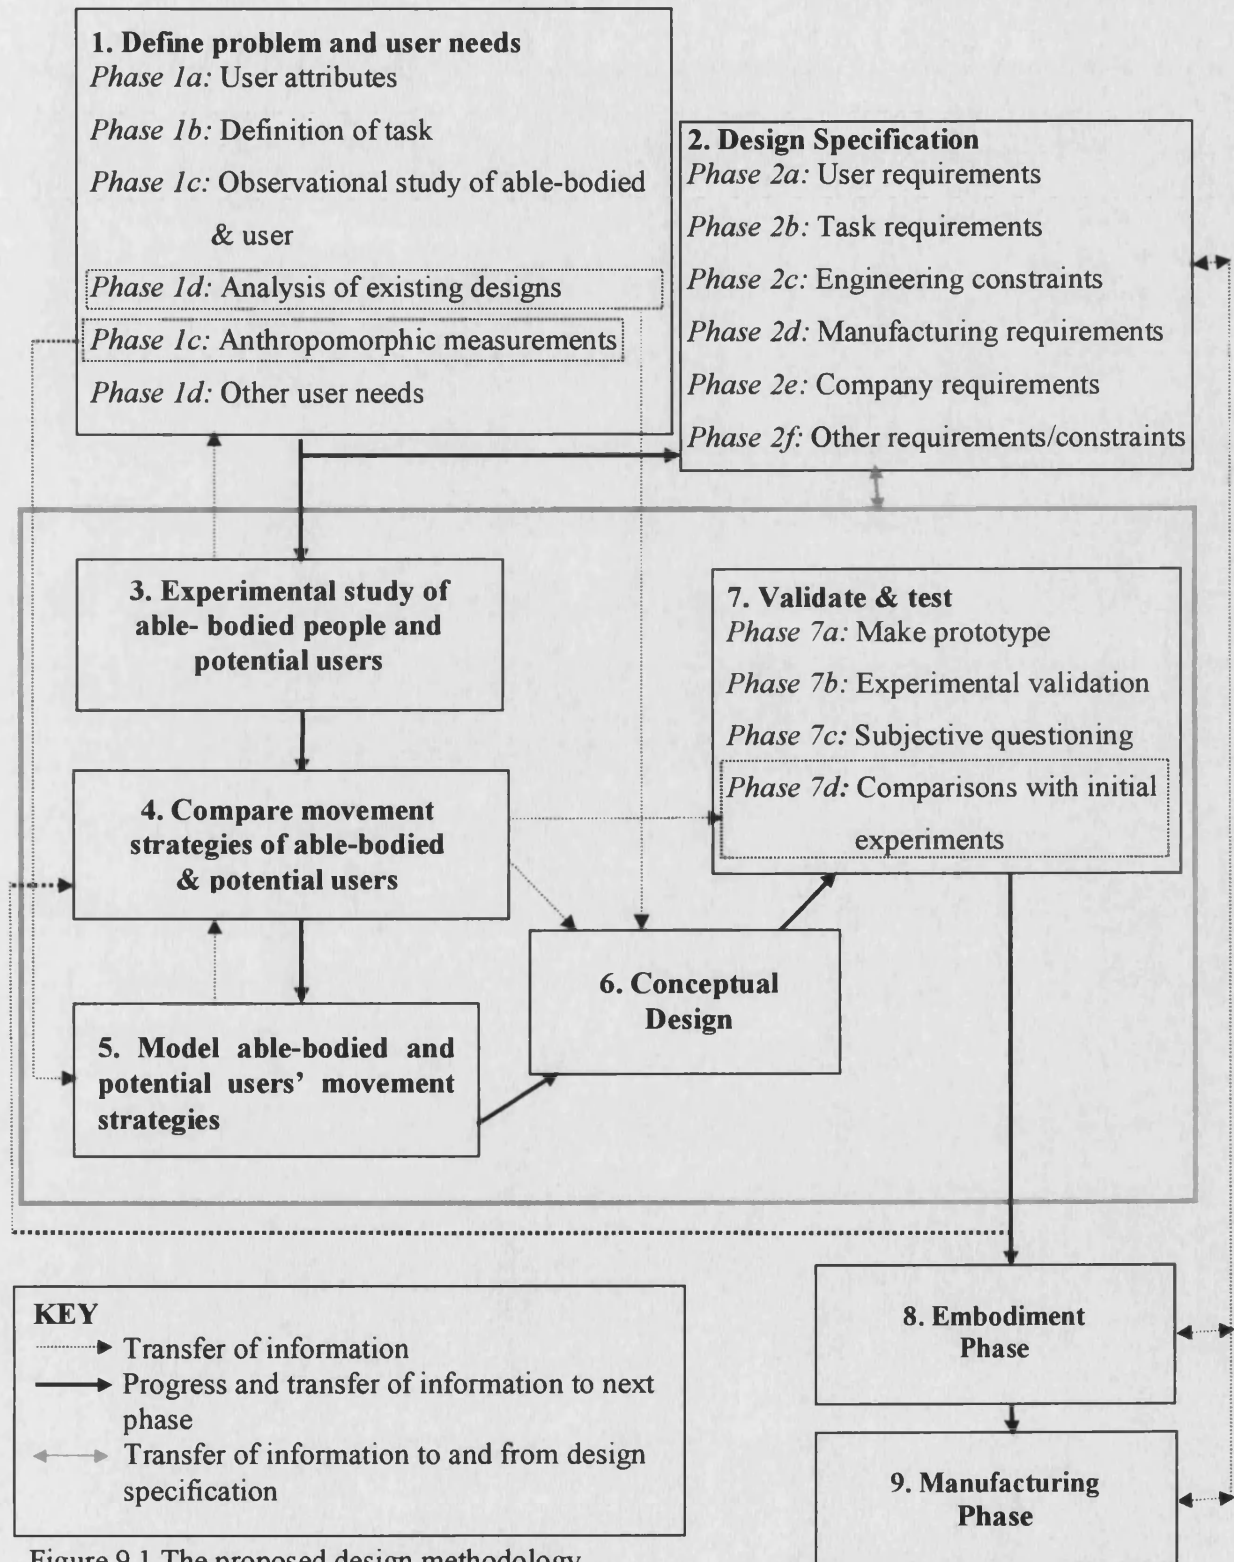 1. Define problem and user needs
Phase 1a: User attributes
Phase 1b: Definition of task
Phase 1c: Observational study of able-bodied
& user
Phase 1d: Analysis of existing designs
Phase 1c: Anthropomorphic measurements
Phase 1d: Other user needs
2. Design Specification
Phase 2a: User requirements
Phase 2b: Task requirements
Phase 2c: Engineering constraints
Phase 2d: Manufacturing requirements
Phase 2e: Company requirements
Phase 2f: Other requirements/constraints
3. Experimental study of
able- bodied people and
potential users
4. Compare movement
strategies of able-bodied
& potential users
5. Model able-bodied and
potential users' movement
strategies
6. Conceptual
Design
7. Validate & test
Phase 7a: Make prototype
Phase 7b: Experimental validation
Phase 7c: Subjective questioning
Phase 7d: Comparisons with initial
experiments
8. Embodiment
Phase
9. Manufacturing
Phase
KEY
Transfer of information
Progress and transfer of information to next
phase
Transfer of information to and from design
specification
Figure 9.1 The proposed design methodology